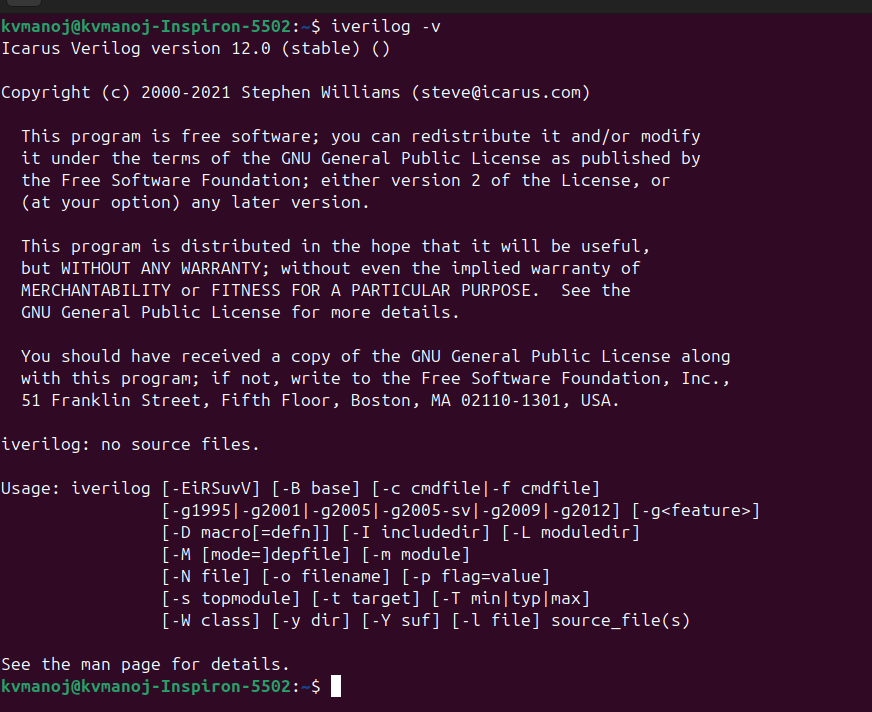 kvmanoj@kvmanoj-Inspiron-5502:~$ iverilog -v
Icarus Verilog version 12.0 (stable) ()

Copyright (c) 2000-2021 Stephen Williams (steve@icarus.com)

  This program is free software; you can redistribute it and/or modify
  it under the terms of the GNU General Public License as published by
  the Free Software Foundation; either version 2 of the License, or
  (at your option) any later version.

  This program is distributed in the hope that it will be useful,
  but WITHOUT ANY WARRANTY; without even the implied warranty of
  MERCHANTABILITY or FITNESS FOR A PARTICULAR PURPOSE.  See the
  GNU General Public License for more details.

  You should have received a copy of the GNU General Public License along
  with this program; if not, write to the Free Software Foundation, Inc.,
  51 Franklin Street, Fifth Floor, Boston, MA 02110-1301, USA.

iverilog: no source files.

Usage: iverilog [-EiRSuvV] [-B base] [-c cmdfile|-f cmdfile]
                [-g1995|-g2001|-g2005|-g2005-sv|-g2009|-g2012] [-g<feature>]
                [-D macro[=defn]] [-I includedir] [-L moduledir]
                [-M [mode=]depfile] [-m module]
                [-N file] [-o filename] [-p flag=value]
                [-s topmodule] [-t target] [-T min|typ|max]
                [-W class] [-y dir] [-Y suf] [-l file] source_file(s)

See the man page for details.
kvmanoj@kvmanoj-Inspiron-5502:~$